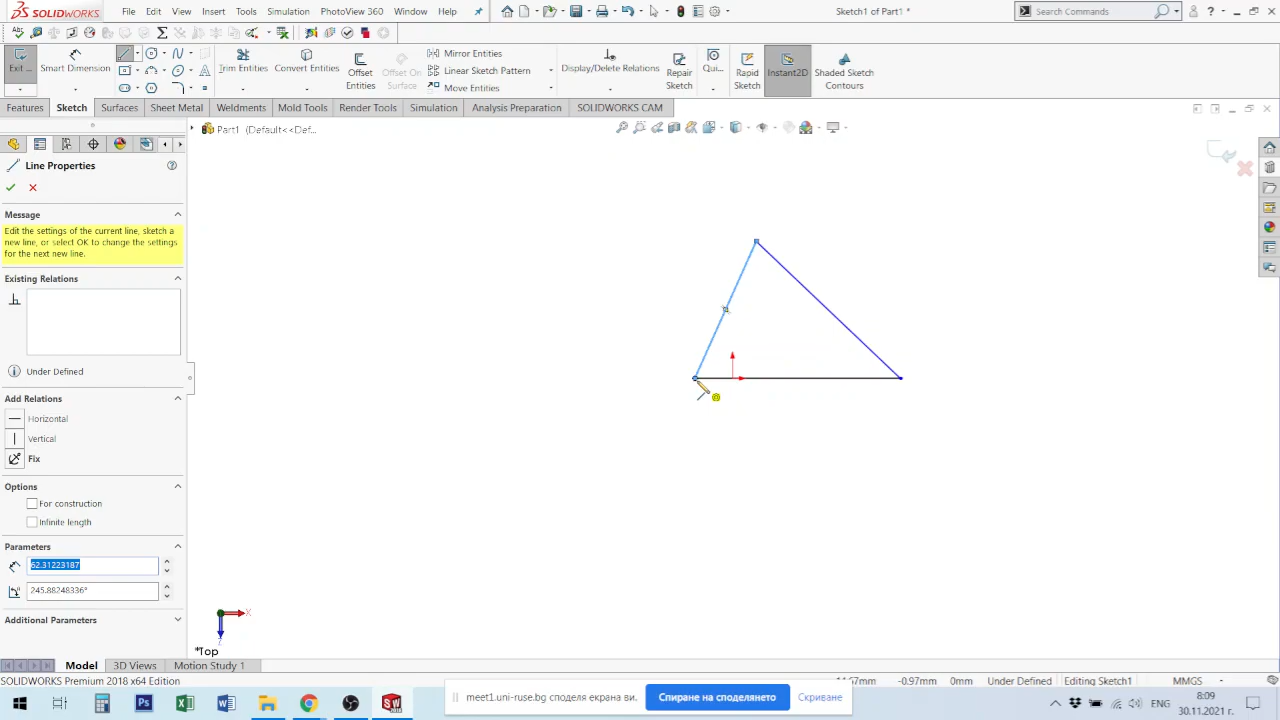 SOLIDWORKS File Edit View Insert Tools Simulation PhotoView 360 Window Help Sketch1 of Part1 * Search Commands
Exit ...
Mirror Entities
Linear Sketch Pattern
Move Entities
Trim Entities
Convert Entities
Offset
Entities
Offset On
Surface
Display/Delete Relations
Repair
Sketch
Qui...
Rapid
Sketch
Instant2D
Shaded Sketch
Contours
Features Sketch Surfaces Sheet Metal Weldments Mold Tools Render Tools Simulation Analysis Preparation SOLIDWORKS CAM
Part1 (Default<<Def...
Line Properties
Message
Edit the settings of the current line, sketch a
new line, or select OK to change the settings
for the next new line.
Existing Relations
Under Defined
Add Relations
Horizontal
Vertical
Fix
Options
For construction
Infinite length
Parameters
62.31223187
245.88248336°
Additional Parameters
X
*Top
Model 3D Views Motion Study 1
SOLIDWORKS Premium 2018 x64 Edition -0.97mm 0mm Under Defined Editing Sketch1 MMGS
meet1.uni-ruse.bg споделя екрана ви. Спиране на споделянето Скриване
ENG
8:09
30.11.2021 г.